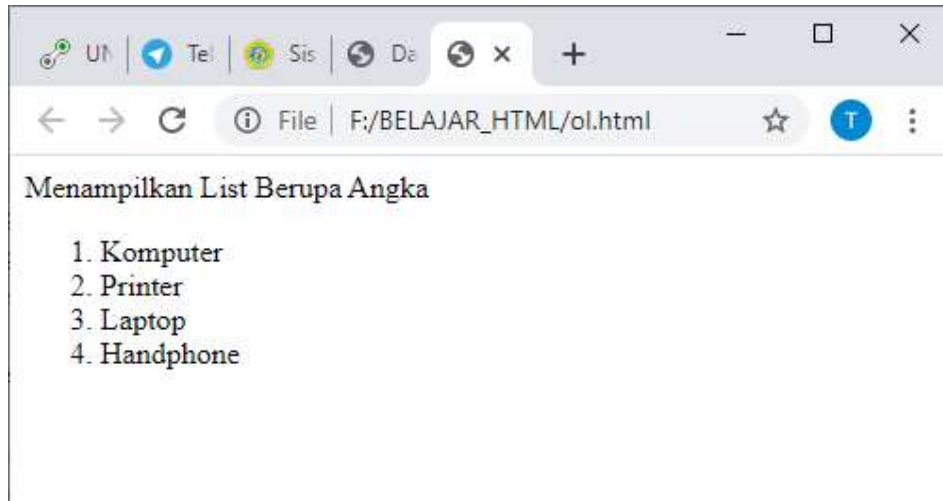 UN Tel Sis Da
File F:/BELAJAR_HTML/ol.html T
Menampilkan List Berupa Angka
1. Komputer
2. Printer
3. Laptop
4. Handphone